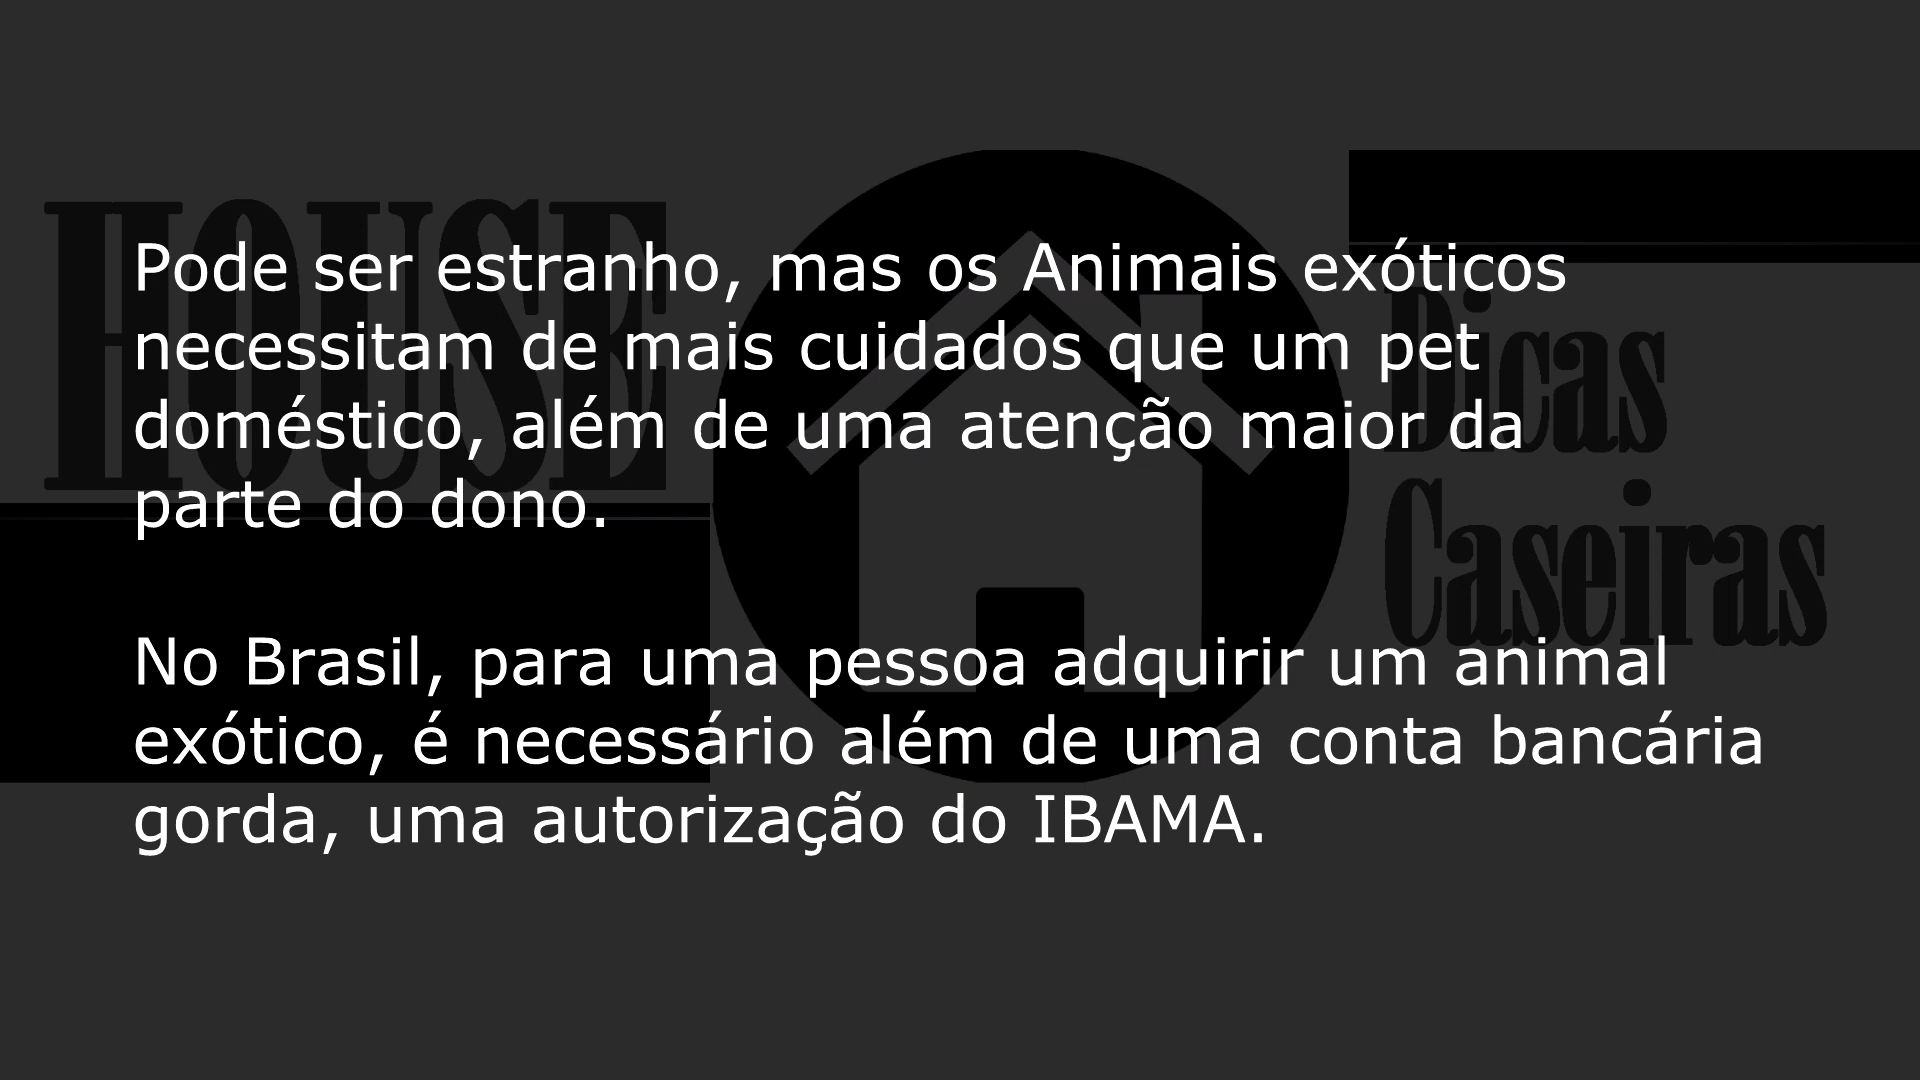 HOUSE
Dicas
Caseiras
Pode ser estranho, mas os Animais exóticos
necessitam de mais cuidados que um pet
doméstico, além de uma atenção maior da
parte do dono.
No Brasil, para uma pessoa adquirir um animal
exótico, é necessário além de uma conta bancária
gorda, uma autorização do IBAMA.